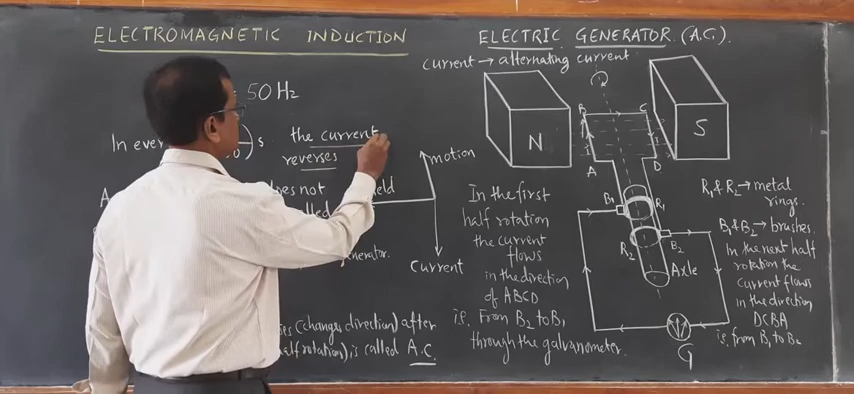 ELECTROMAGNETIC INDUCTION
50 Hz
In
s the current
reverses
not
generator.
(changes direction) after
half rotation), is called A.C.
motion
Current
ELECTRIC GENERATOR (A.C).
current → alternating current
N
S
B
C
A
D
B1
R1
R2
B2
Axle
G
In the first
half rotation
the current
flows
in the direction
of ABCD
i.e. From B2 to B1
through the galvanometer.
R1 & R2 → metal
rings.
B1 & B2 → brushes.
In the next half
rotation the
current flows
in the direction
DCBA
i.e. from B1 to B2